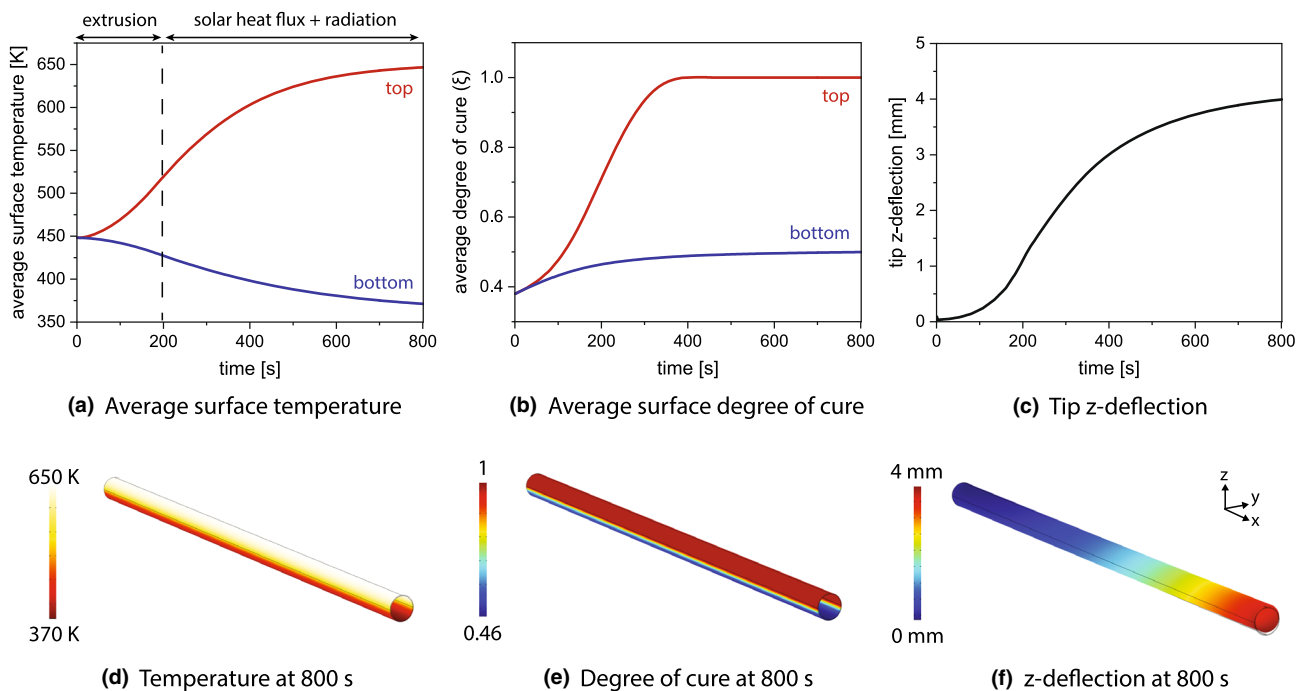 extrusion
solar heat flux + radiation
average surface temperature [K]
650
600
550
500
450
400
350
top
bottom
0
200
400
600
800
time [s]
(a) Average surface temperature
average degree of cure (ξ)
1.0
0.8
0.6
0.4
top
bottom
0
200
400
600
800
time [s]
(b) Average surface degree of cure
tip z-deflection [mm]
5
4
3
2
1
0
0
200
400
600
800
time [s]
(c) Tip z-deflection
650 K
370 K
(d) Temperature at 800 s
1
0.46
(e) Degree of cure at 800 s
4 mm
0 mm
z
y
x
(f) z-deflection at 800 s